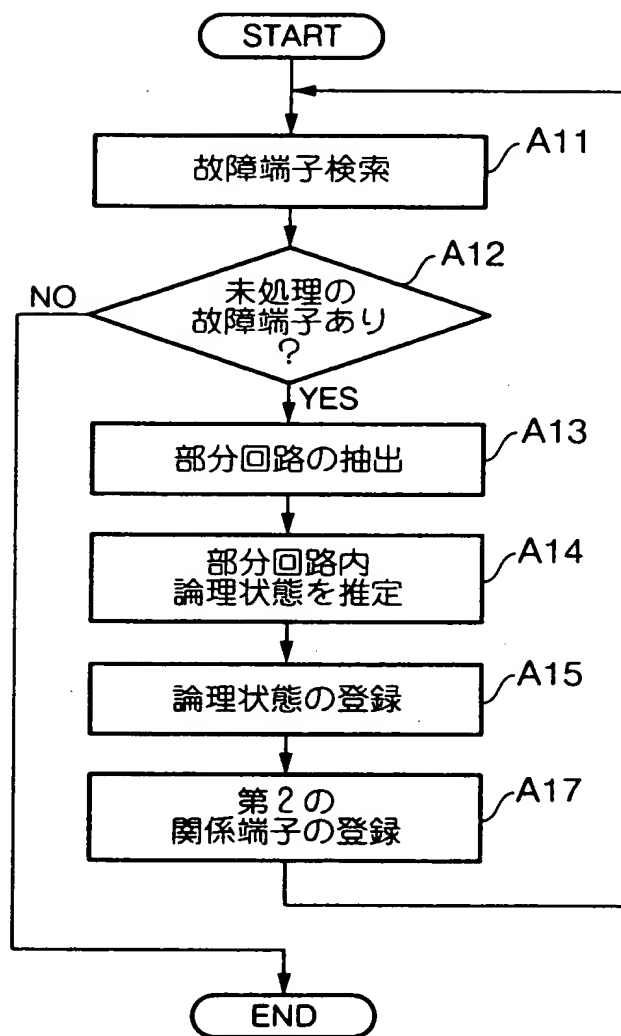 START
A11
故障端子検索
A12
NO
未処理の
故障端子あり
?
YES
A13
部分回路の抽出
A14
部分回路内
論理状態を推定
A15
論理状態の登録
A17
第2の
関係端子の登録
END